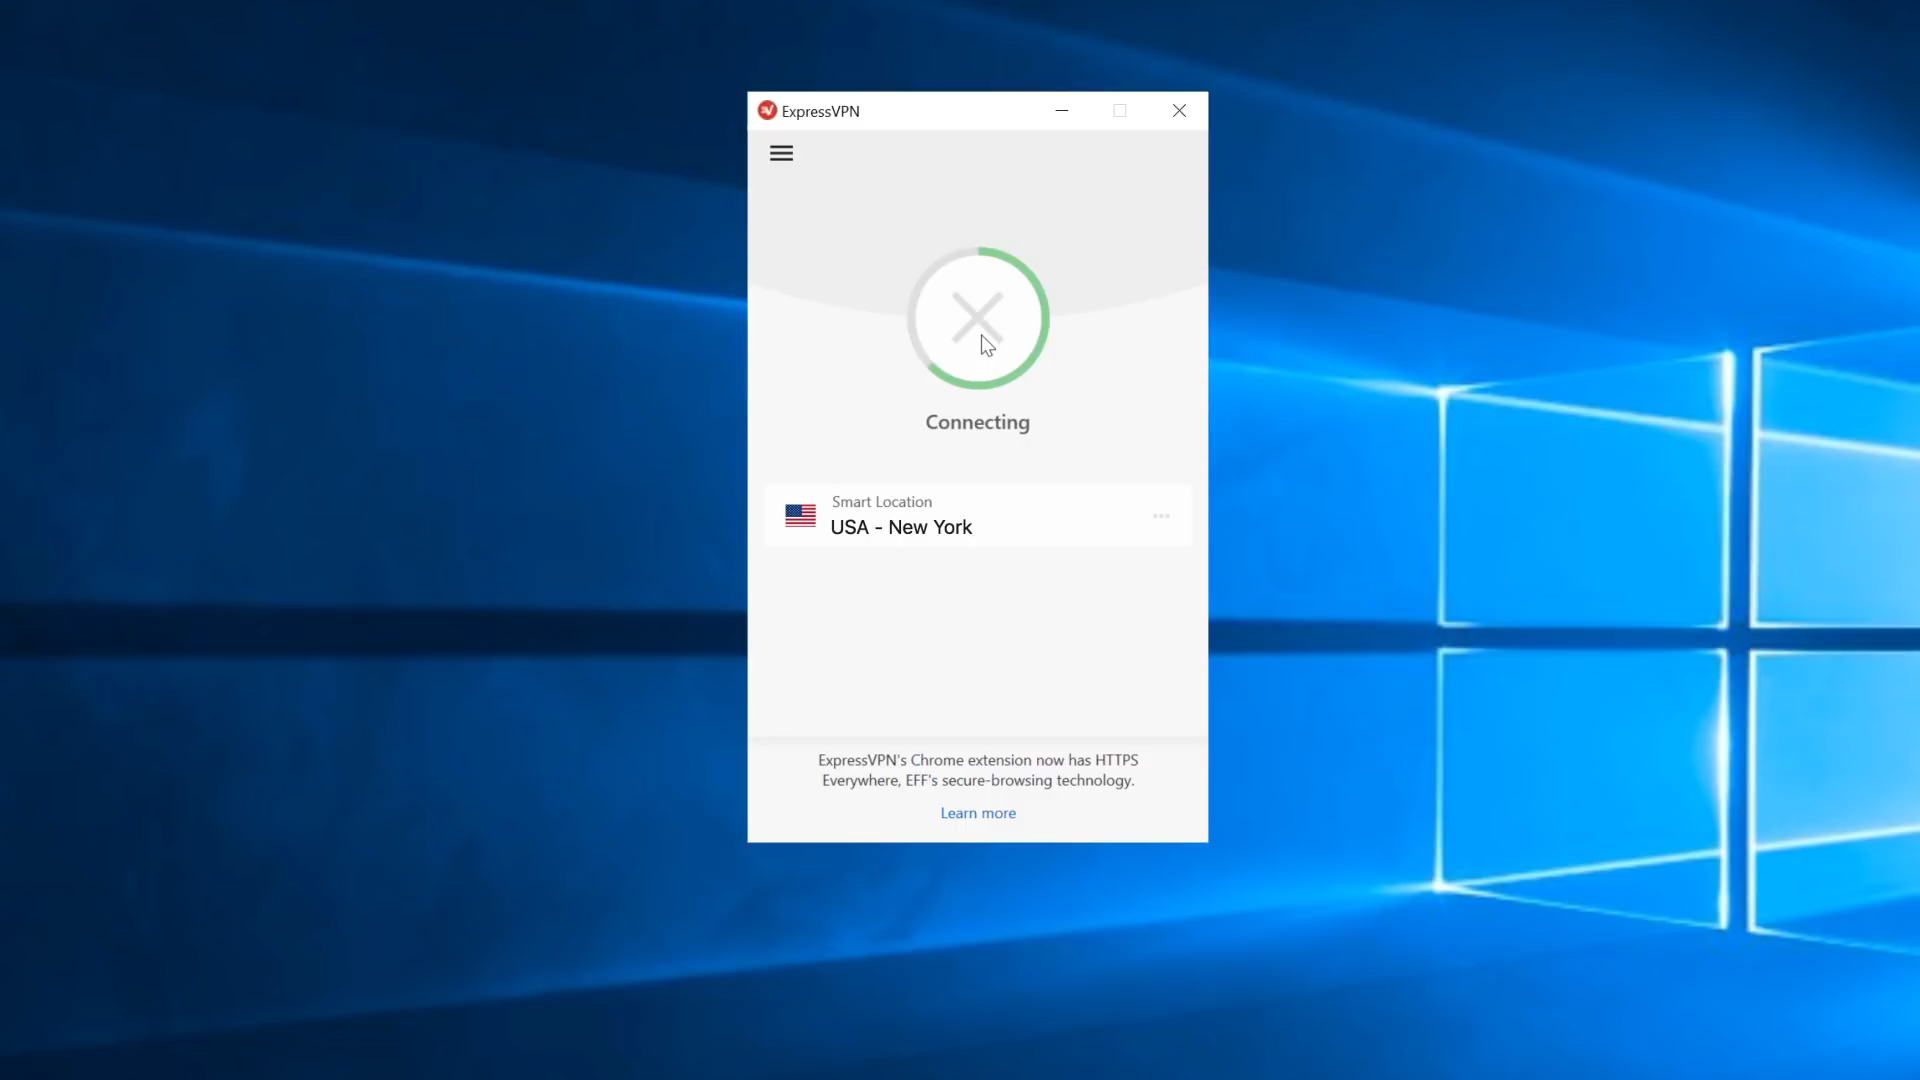 ExpressVPN
Connecting
Smart Location
USA - New York
ExpressVPN's Chrome extension now has HTTPS
Everywhere, EFF's secure-browsing technology.
Learn more